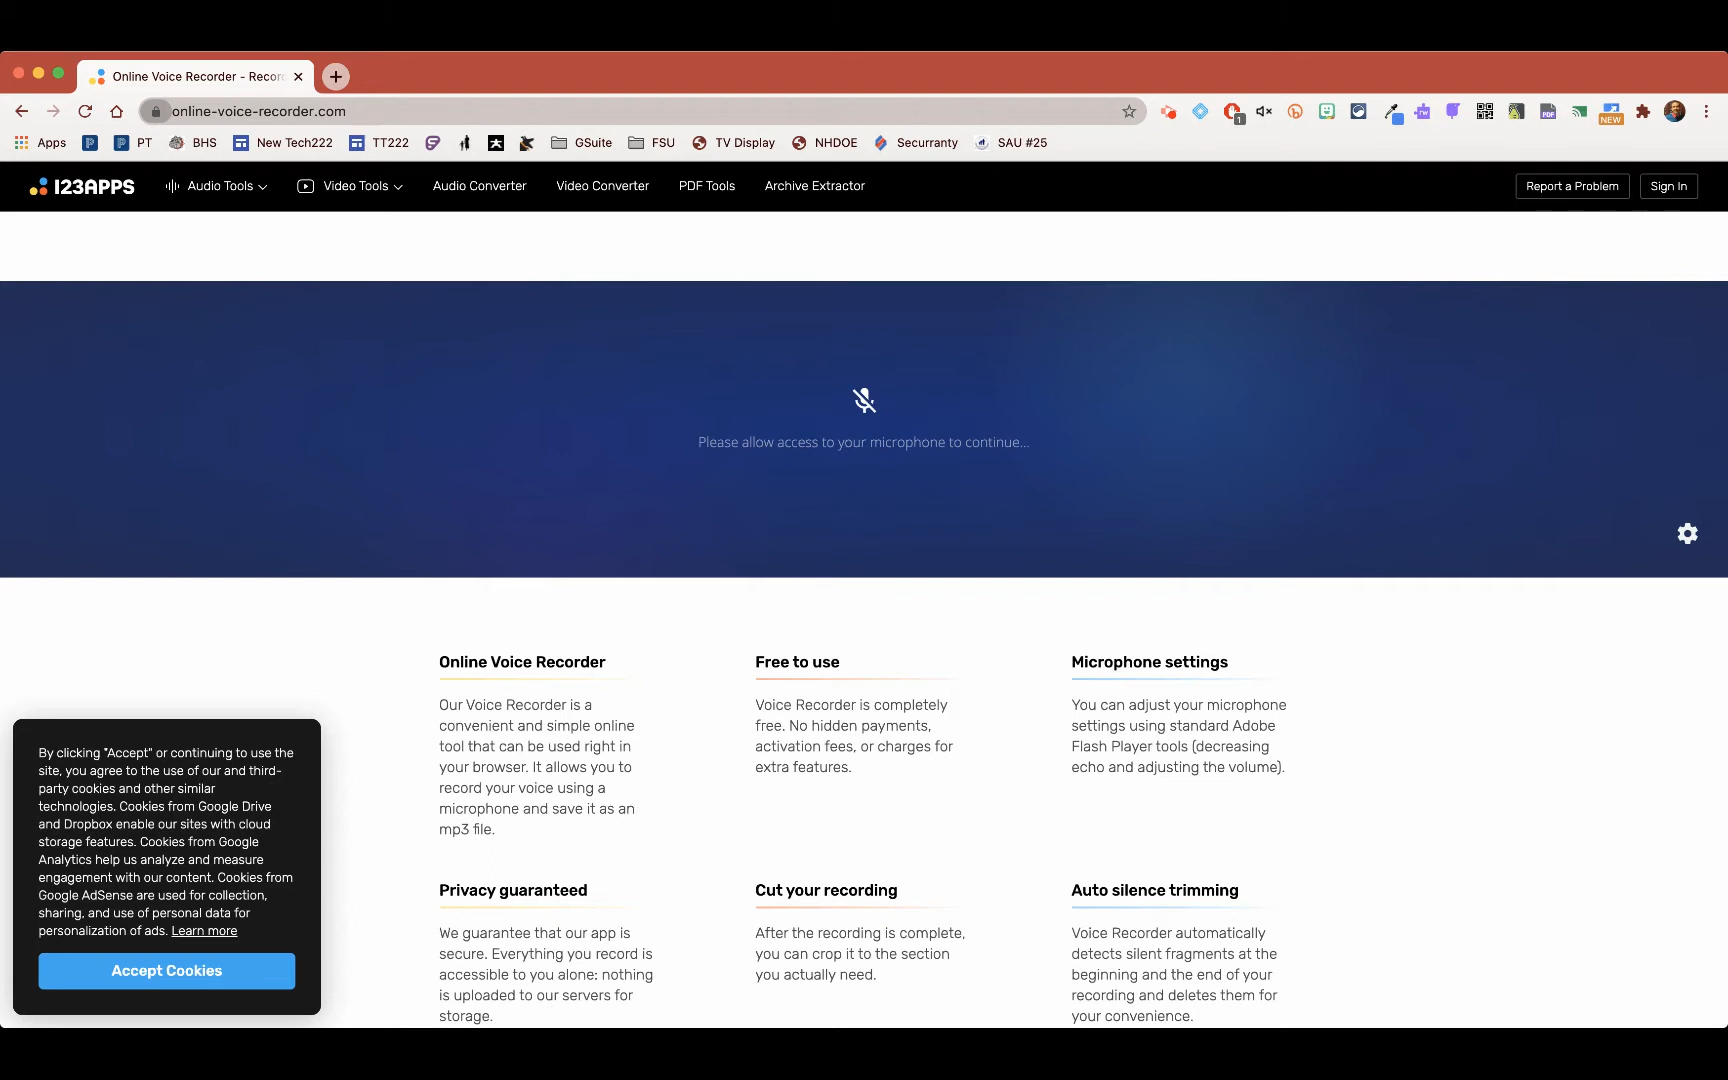 Online Voice Recorder - Recor
online-voice-recorder.com
1
NEW
PDF
Apps
PT
BHS
New Tech222
TT222
GSuite
FSU
TV Display
NHDOE
Securranty
SAU #25
123APPS
Audio Tools
Video Tools
Audio Converter
Video Converter
PDF Tools
Archive Extractor
Report a Problem
Sign In
Please allow access to your microphone to continue...
Online Voice Recorder
Our Voice Recorder is a
convenient and simple online
tool that can be used right in
your browser. It allows you to
record your voice using a
microphone and save it as an
mp3 file.
Free to use
Voice Recorder is completely
free. No hidden payments,
activation fees, or charges for
extra features.
Microphone settings
You can adjust your microphone
settings using standard Adobe
Flash Player tools (decreasing
echo and adjusting the volume).
Privacy guaranteed
We guarantee that our app is
secure. Everything you record is
accessible to you alone: nothing
is uploaded to our servers for
storage.
Cut your recording
After the recording is complete,
you can crop it to the section
you actually need.
Auto silence trimming
Voice Recorder automatically
detects silent fragments at the
beginning and the end of your
recording and deletes them for
your convenience.
By clicking "Accept" or continuing to use the
site, you agree to the use of our and third-
party cookies and other similar
technologies. Cookies from Google Drive
and Dropbox enable our sites with cloud
storage features. Cookies from Google
Analytics help us analyze and measure
engagement with our content. Cookies from
Google AdSense are used for collection,
sharing, and use of personal data for
personalization of ads. Learn more
Accept Cookies